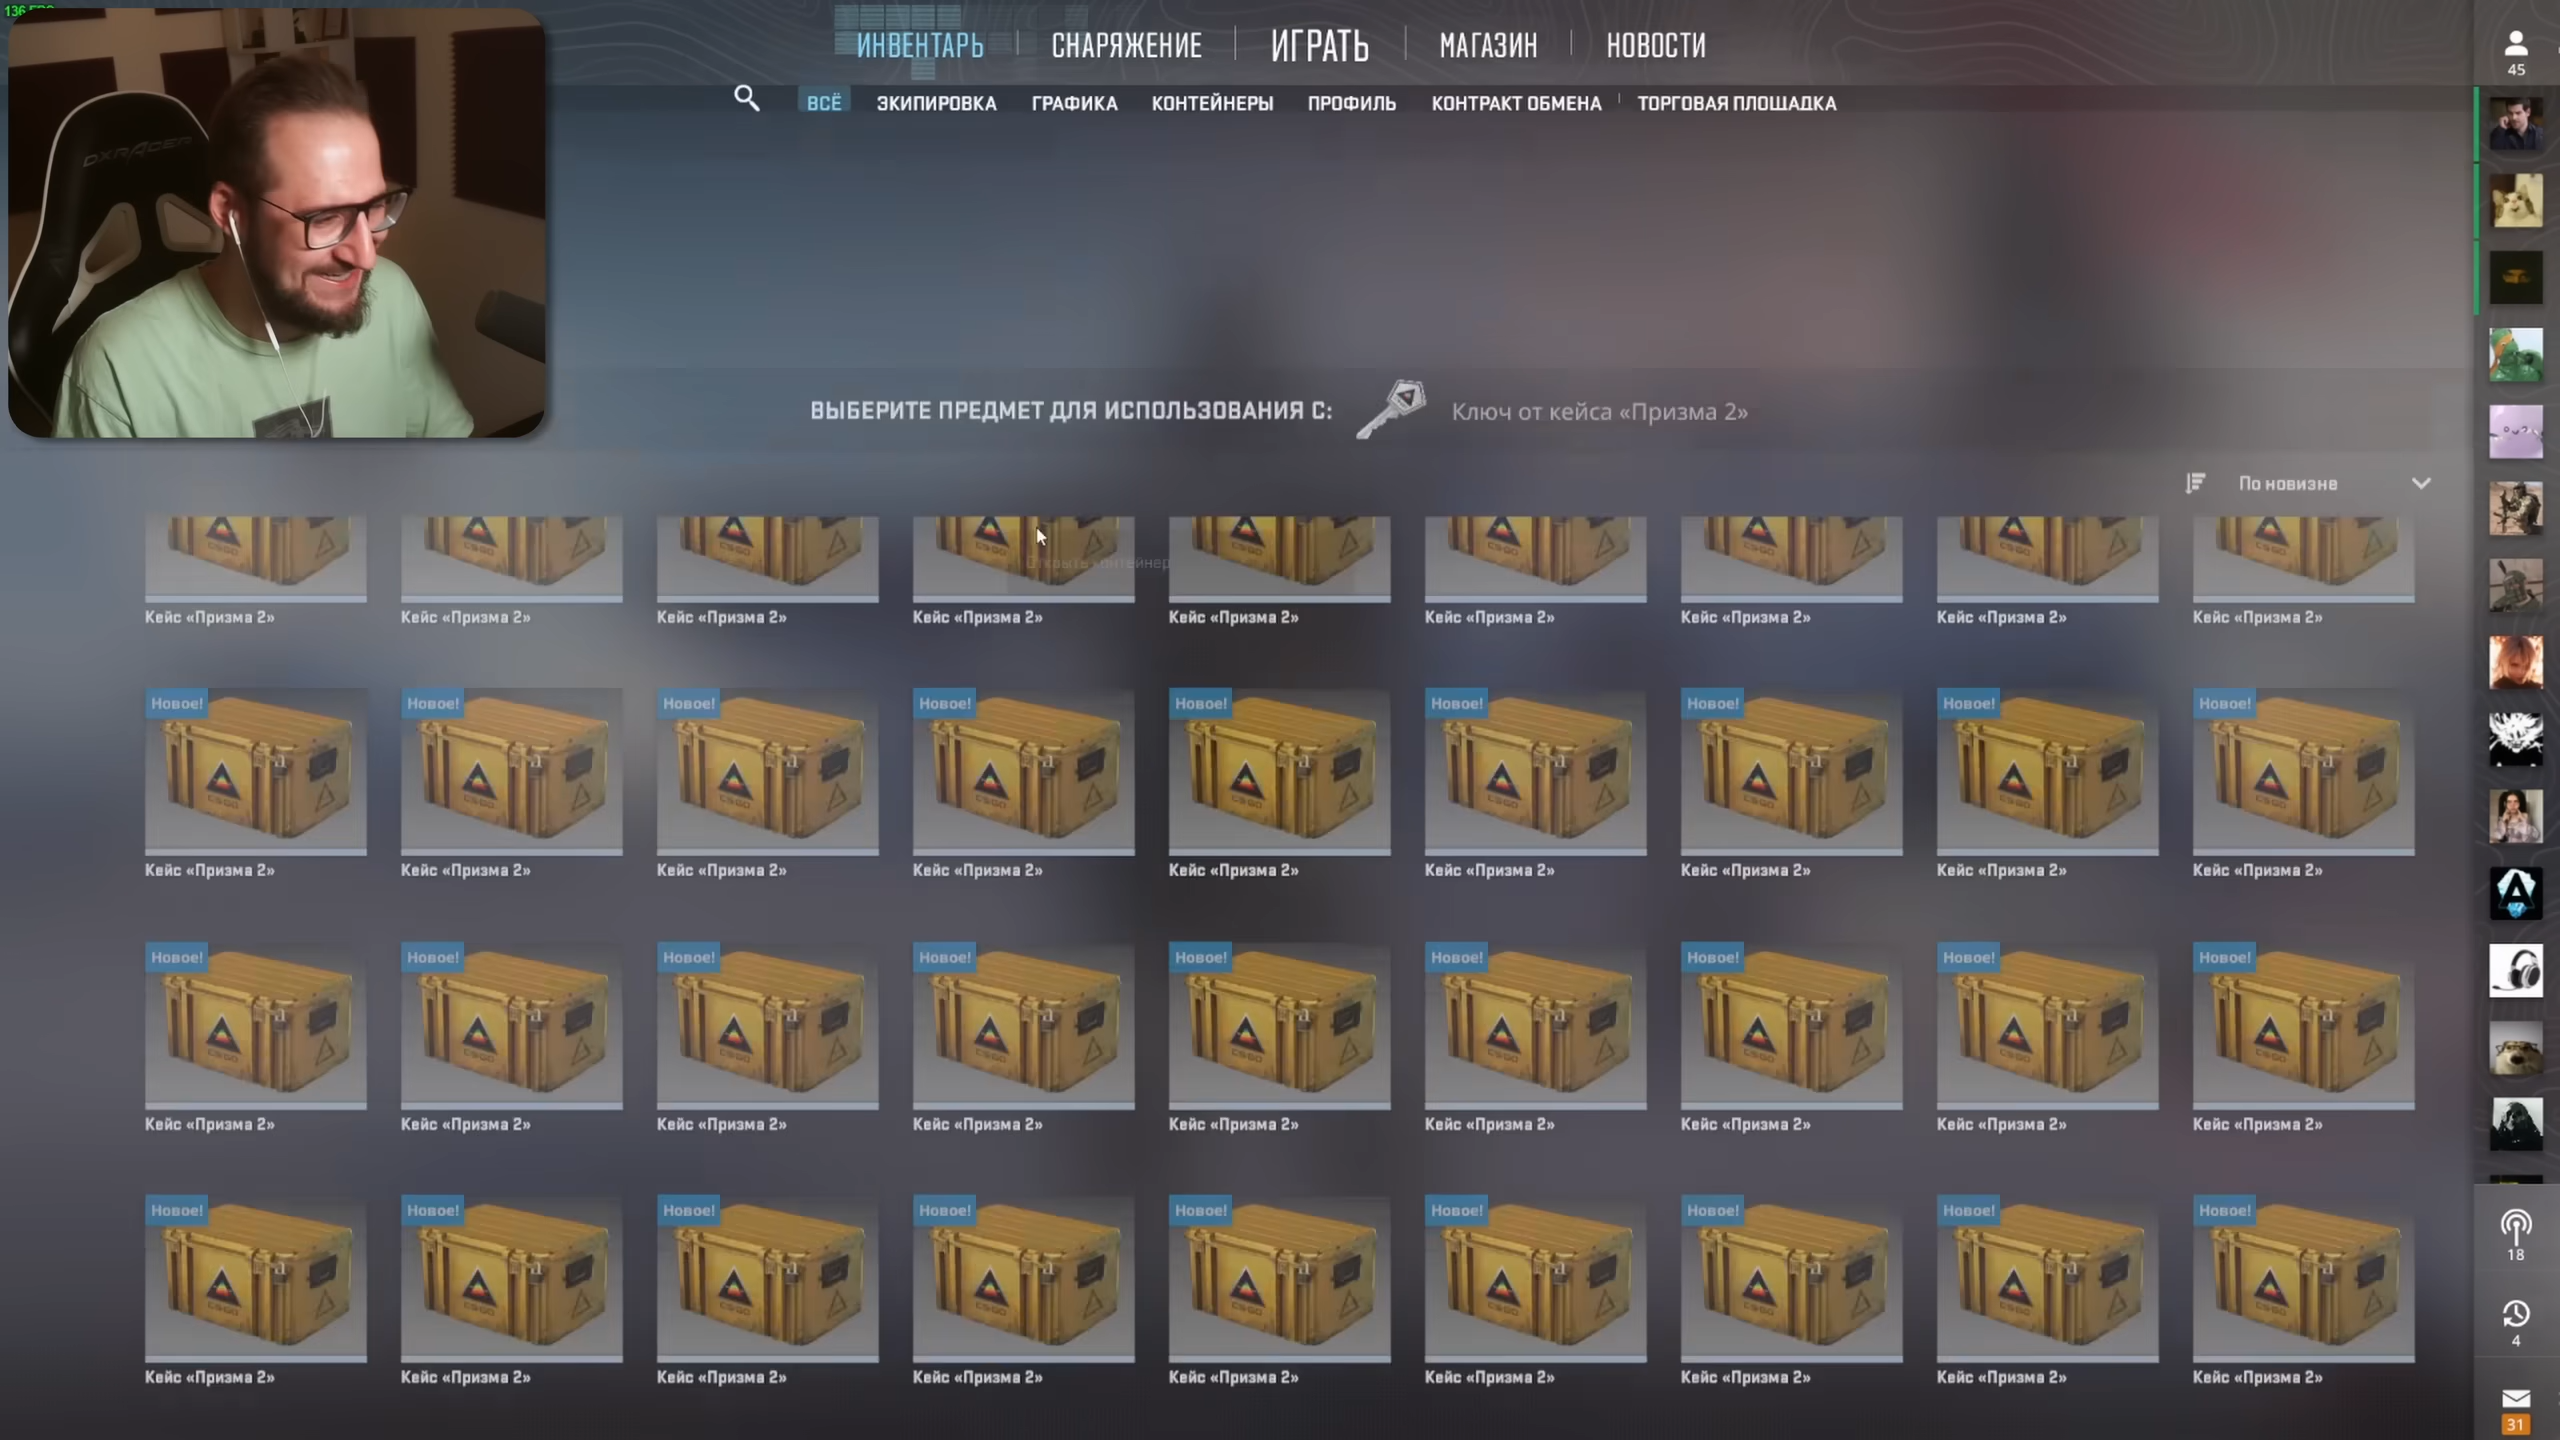 136 FPS
DXRACER
ИНВЕНТАРЬ СНАРЯЖЕНИЕ ИГРАТЬ МАГАЗИН НОВОСТИ
45
ВСЁ ЭКИПИРОВКА ГРАФИКА КОНТЕЙНЕРЫ ПРОФИЛЬ КОНТРАКТ ОБМЕНА ТОРГОВАЯ ПЛОЩАДКА
ВЫБЕРИТЕ ПРЕДМЕТ ДЛЯ ИСПОЛЬЗОВАНИЯ С: Ключ от кейса «Призма 2»
По новизне
Открыть контейнер
Кейс «Призма 2» Кейс «Призма 2» Кейс «Призма 2» Кейс «Призма 2» Кейс «Призма 2» Кейс «Призма 2» Кейс «Призма 2» Кейс «Призма 2» Кейс «Призма 2»
Новое! Новое! Новое! Новое! Новое! Новое! Новое! Новое! Новое!
Кейс «Призма 2» Кейс «Призма 2» Кейс «Призма 2» Кейс «Призма 2» Кейс «Призма 2» Кейс «Призма 2» Кейс «Призма 2» Кейс «Призма 2» Кейс «Призма 2»
Новое! Новое! Новое! Новое! Новое! Новое! Новое! Новое! Новое!
Кейс «Призма 2» Кейс «Призма 2» Кейс «Призма 2» Кейс «Призма 2» Кейс «Призма 2» Кейс «Призма 2» Кейс «Призма 2» Кейс «Призма 2» Кейс «Призма 2»
Новое! Новое! Новое! Новое! Новое! Новое! Новое! Новое! Новое!
18
4
Кейс «Призма 2» Кейс «Призма 2» Кейс «Призма 2» Кейс «Призма 2» Кейс «Призма 2» Кейс «Призма 2» Кейс «Призма 2» Кейс «Призма 2» Кейс «Призма 2»
31